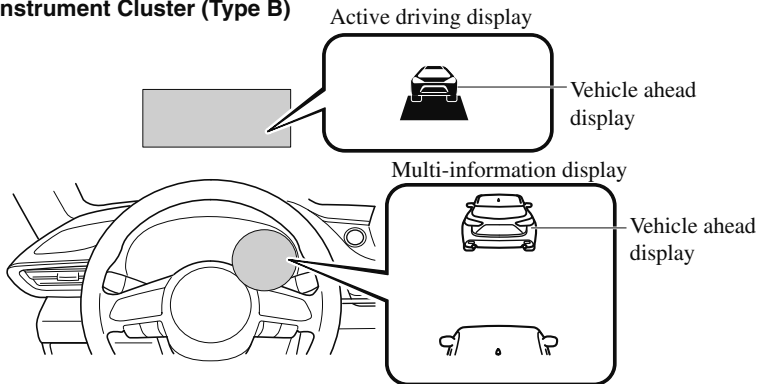 nstrument Cluster (Type B)
Active driving display
Vehicle ahead
display
Multi-information display
Vehicle ahead
display